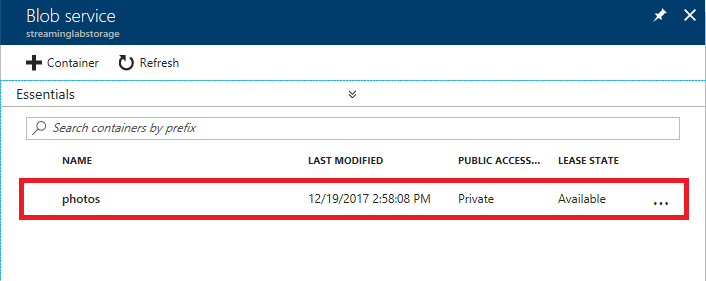 Blob service
streaminglabstorage
Container Refresh
Essentials
Search containers by prefix
NAME LAST MODIFIED PUBLIC ACCESS... LEASE STATE
photos 12/19/2017 2:58:08 PM Private Available ...